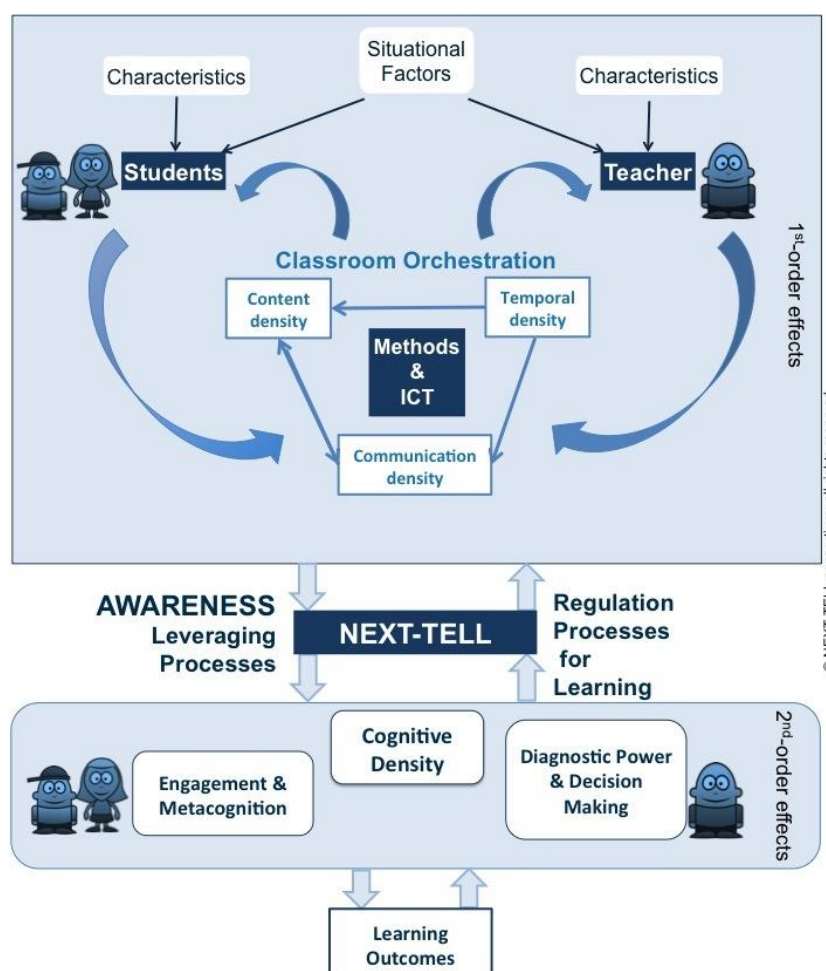 Situational
Factors
Characteristics
Characteristics
Students
Teacher
1st-order effects
Classroom Orchestration
Content
density
Temporal
density
Methods
&
ICT
Communication
density
AWARENESS
Leveraging
Processes
NEXT-TELL
Regulation
Processes
for
Learning
2nd-order effects
Cognitive
Density
Engagement &
Metacognition
Diagnostic Power
& Decision
Making
Learning
Outcomes